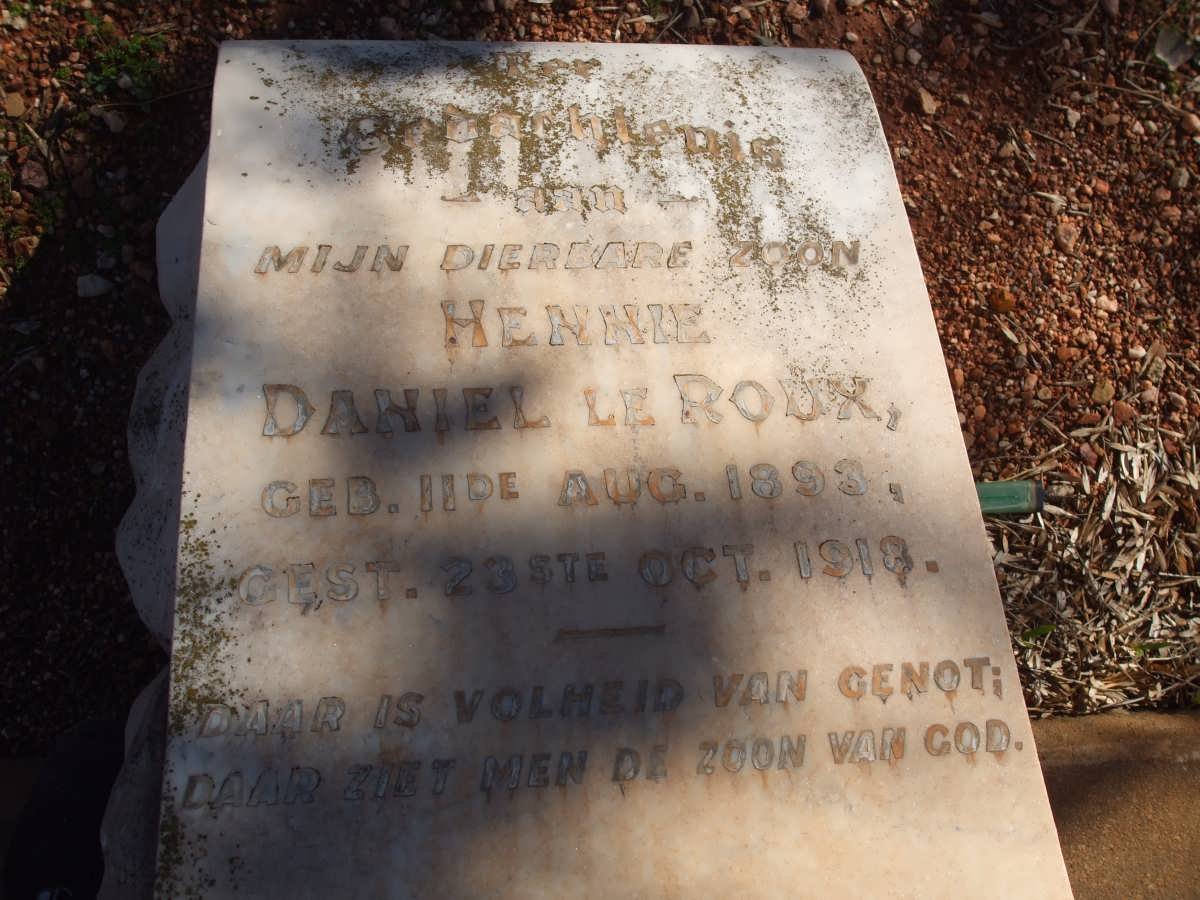 Ter
Gedachtenis
— aan —
MIJN DIERBARE ZOON
HENNIE
DANIEL LE ROUX,
GEB. 11DE AUG. 1893,
GEST. 23STE OCT. 1918.
DAAR IS VOLHEID VAN GENOT;
DAAR ZIET MEN DE ZOON VAN GOD.